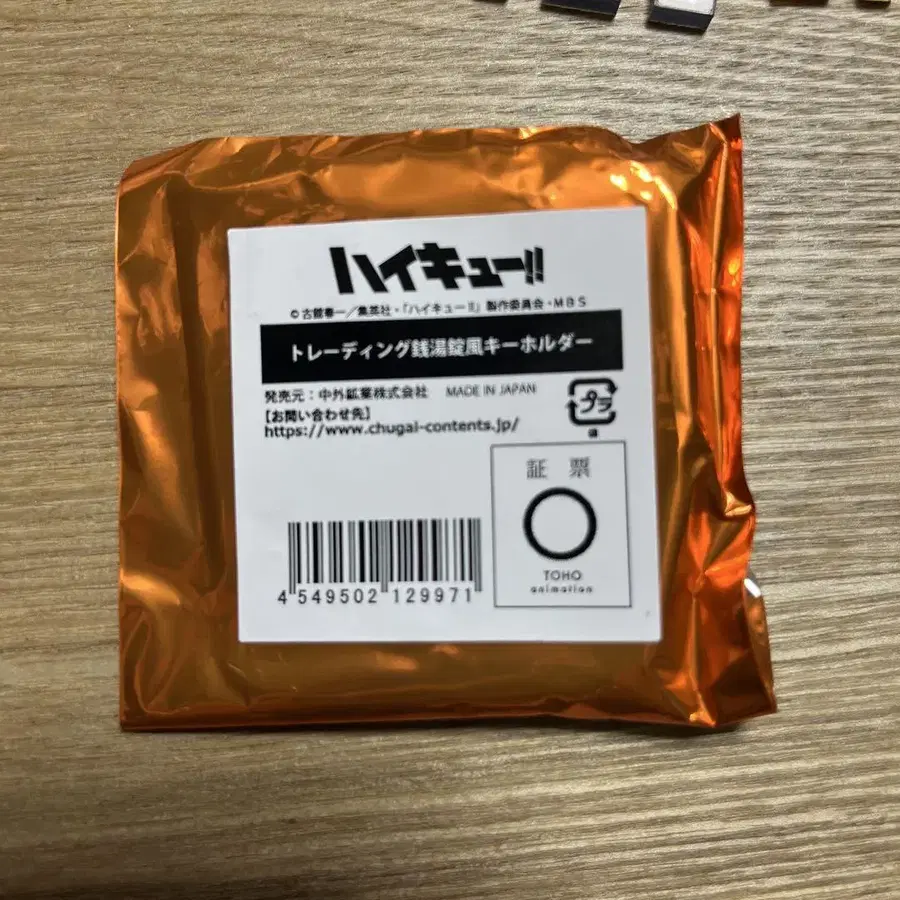 ハイキュー!!
©古舘春一／集英社・「ハイキュー!!」製作委員会・MBS
トレーディング銭湯錠風キーホルダー
発売元：中外鉱業株式会社 MADE IN JAPAN
【お問い合わせ先】
https://www.chugai-contents.jp/
プラ
証票
TOHO
animation
4 549502 129971